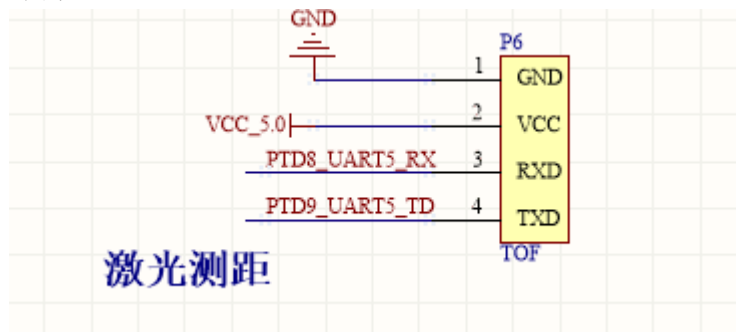 GND
P6
1 GND
VCC_5.0 2 VCC
PTD8_UART5_RX 3 RXD
PTD9_UART5_TD 4 TXD
TOF
激光测距